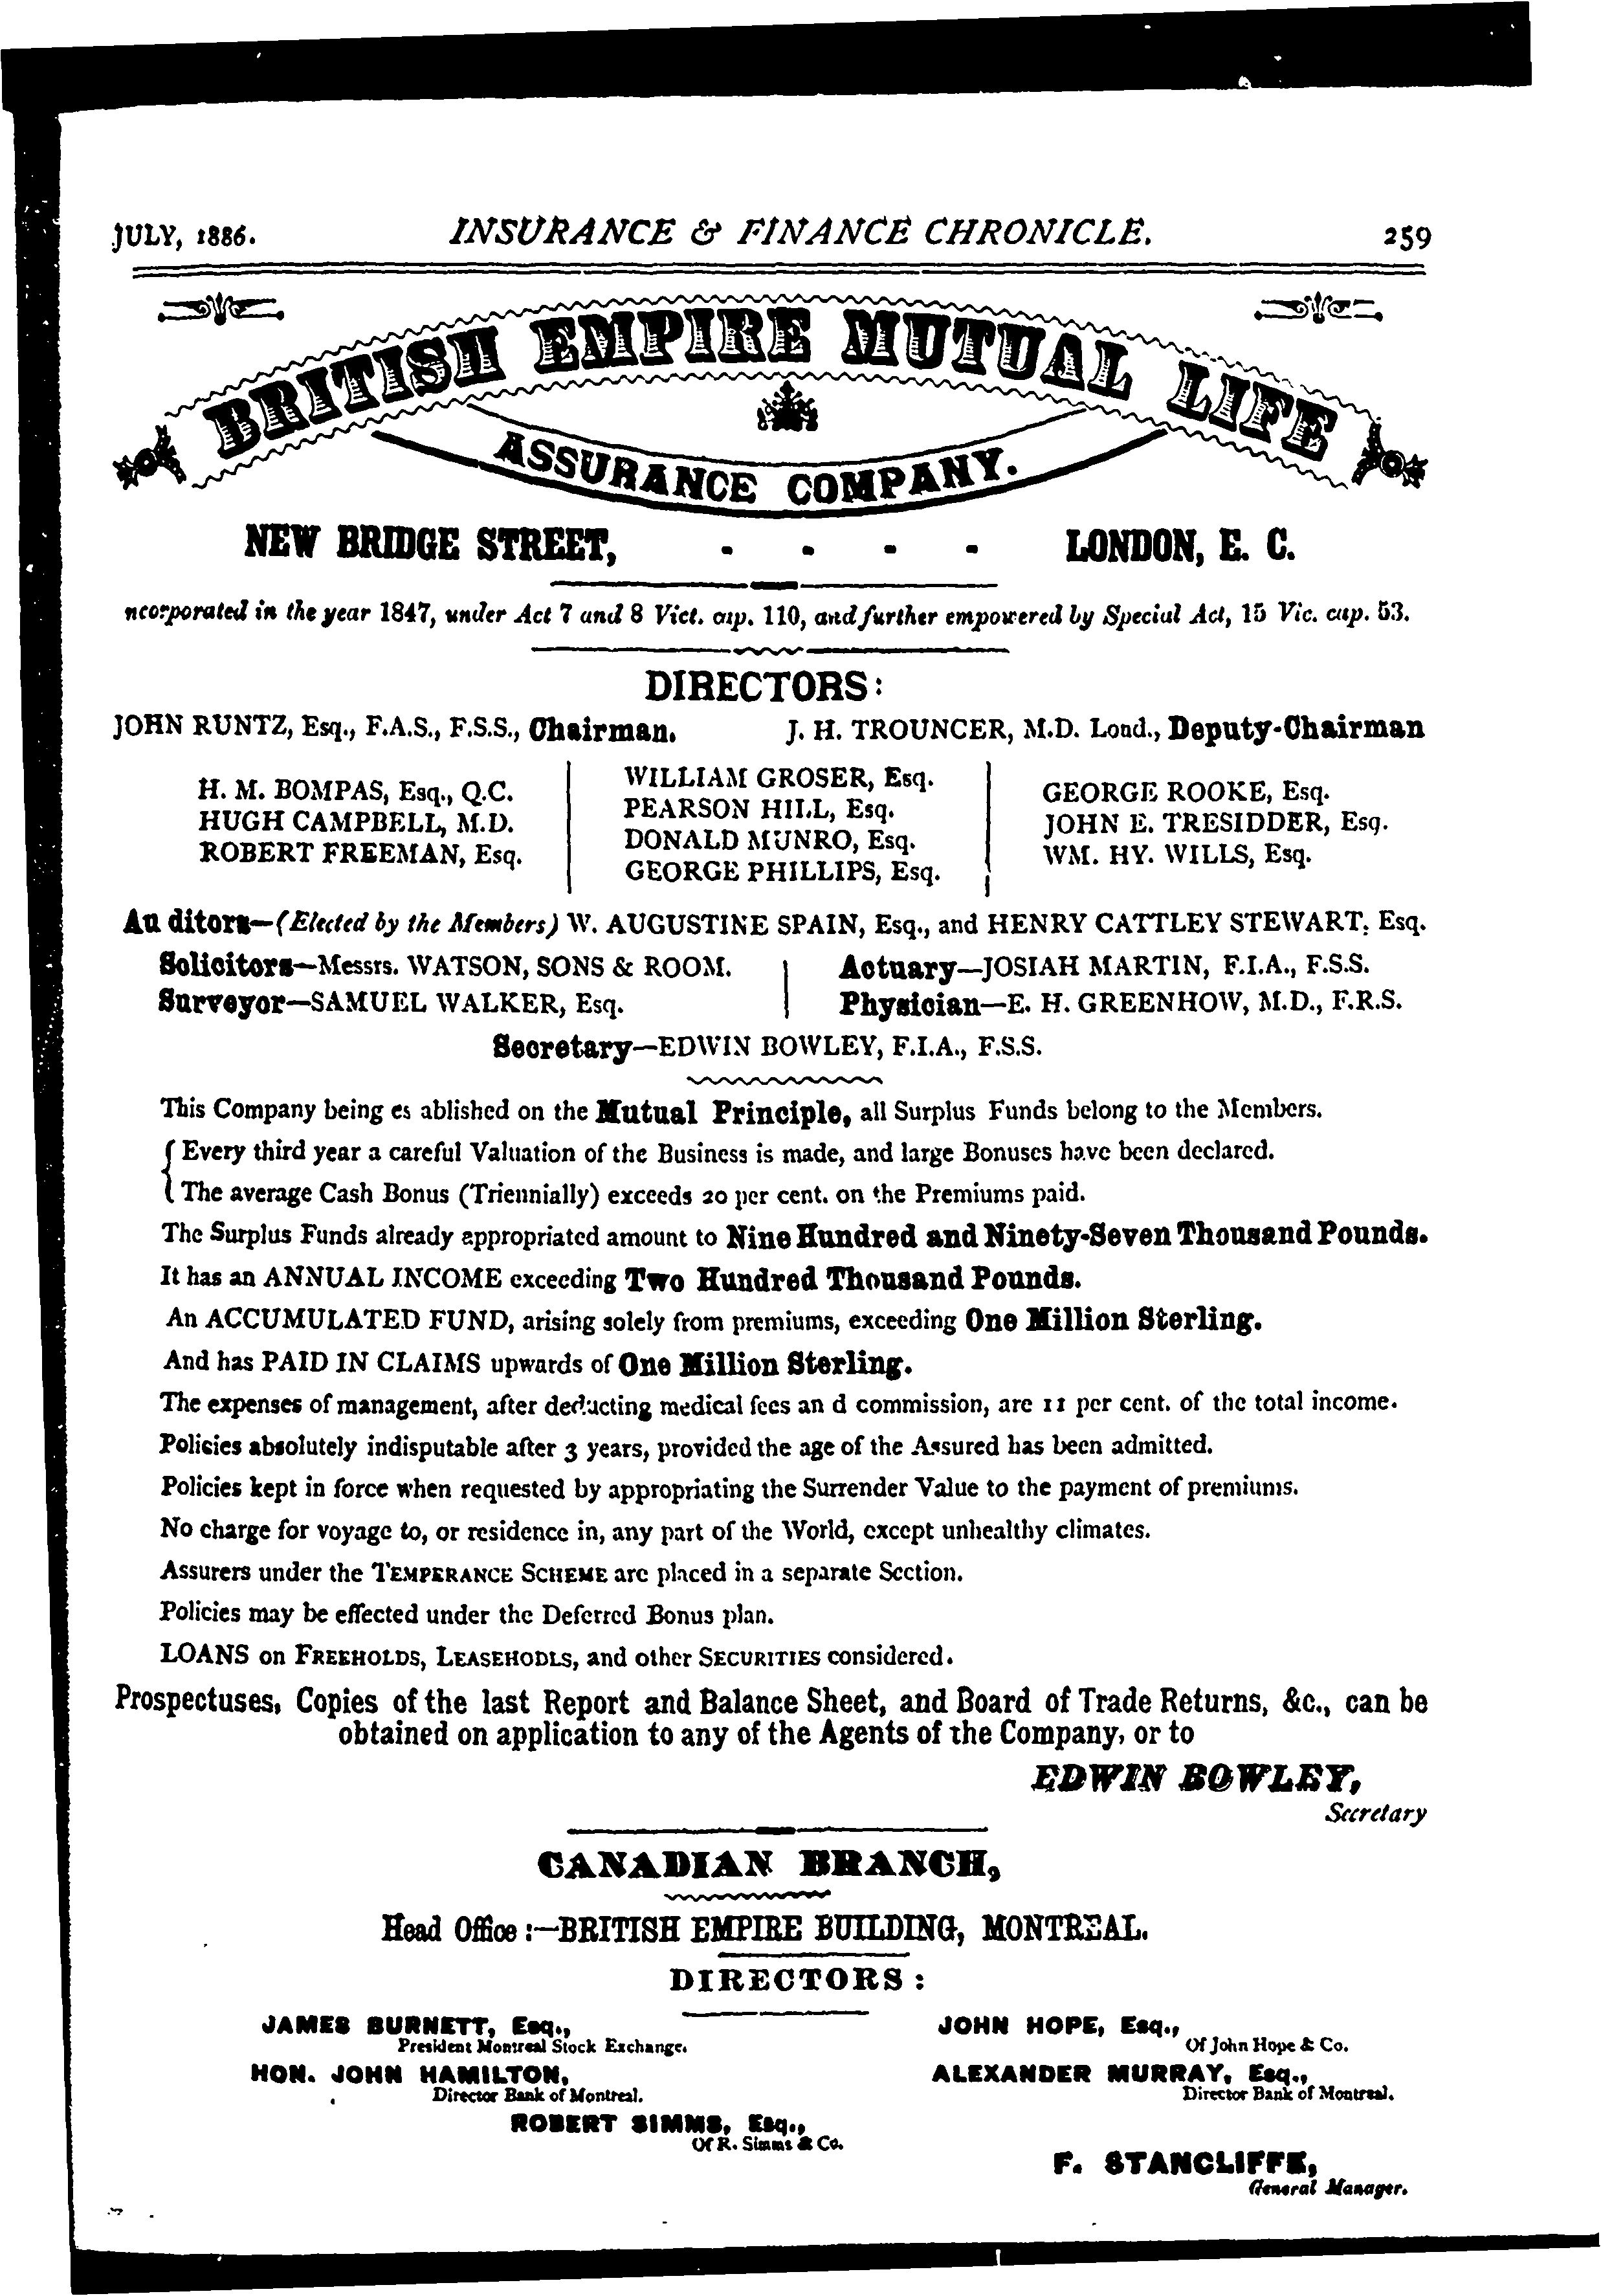 JULY, 1886.
INSURANCE & FINANCE CHRONICLE.
259
BRITISH EMPIRE MUTUAL LIFE
ASSURANCE COMPANY.
NEW BRIDGE STREET, - - - - LONDON, E. C.
ncorporated in the year 1847, under Act 7 and 8 Vict. cap. 110, and further empowered by Special Act, 15 Vic. cap. 53.
DIRECTORS:
JOHN RUNTZ, Esq., F.A.S., F.S.S., Chairman.
J. H. TROUNCER, M.D. Lond., Deputy-Chairman
H. M. BOMPAS, Esq., Q.C.
HUGH CAMPBELL, M.D.
ROBERT FREEMAN, Esq.
WILLIAM GROSER, Esq.
PEARSON HILL, Esq.
DONALD MUNRO, Esq.
GEORGE PHILLIPS, Esq.
GEORGE ROOKE, Esq.
JOHN E. TRESIDDER, Esq.
WM. HY. WILLS, Esq.
Au ditors—(Elected by the Members) W. AUGUSTINE SPAIN, Esq., and HENRY CATTLEY STEWART, Esq.
Solicitors—Messrs. WATSON, SONS & ROOM.
Surveyor—SAMUEL WALKER, Esq.
Actuary—JOSIAH MARTIN, F.I.A., F.S.S.
Physician—E. H. GREENHOW, M.D., F.R.S.
Secretary—EDWIN BOWLEY, F.I.A., F.S.S.
This Company being es ablished on the Mutual Principle, all Surplus Funds belong to the Members.
Every third year a careful Valuation of the Business is made, and large Bonuses have been declared.
The average Cash Bonus (Triennially) exceeds 20 per cent. on the Premiums paid.
The Surplus Funds already appropriated amount to Nine Hundred and Ninety-Seven Thousand Pounds.
It has an ANNUAL INCOME exceeding Two Hundred Thousand Pounds.
An ACCUMULATED FUND, arising solely from premiums, exceeding One Million Sterling.
And has PAID IN CLAIMS upwards of One Million Sterling.
The expenses of management, after deducting medical fees an d commission, are 11 per cent. of the total income.
Policies absolutely indisputable after 3 years, provided the age of the Assured has been admitted.
Policies kept in force when requested by appropriating the Surrender Value to the payment of premiums.
No charge for voyage to, or residence in, any part of the World, except unhealthy climates.
Assurers under the TEMPERANCE SCHEME are placed in a separate Section.
Policies may be effected under the Deferred Bonus plan.
LOANS on FREEHOLDS, LEASEHODLS, and other SECURITIES considered.
Prospectuses, Copies of the last Report and Balance Sheet, and Board of Trade Returns, &c., can be
obtained on application to any of the Agents of the Company, or to
EDWIN BOWLEY,
Secretary
CANADIAN BRANCH,
Head Office:—BRITISH EMPIRE BUILDING, MONTREAL.
DIRECTORS:
JAMES BURNETT, Esq.,
President Montreal Stock Exchange.
JOHN HOPE, Esq.,
Of John Hope & Co.
HON. JOHN HAMILTON,
Director Bank of Montreal.
ALEXANDER MURRAY, Esq.,
Director Bank of Montreal.
ROBERT SIMMS, Esq.,
Of R. Simms & Co.
F. STANCLIFFE,
General Manager.